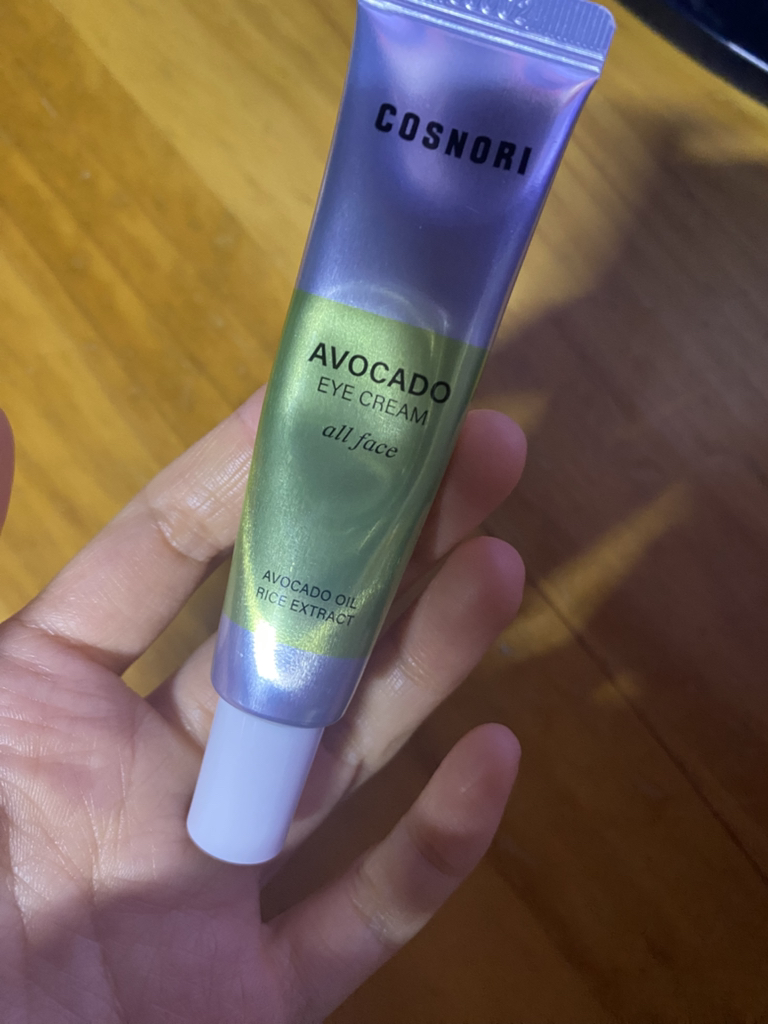 COSNORI
AVOCADO
EYE CREAM
all face
AVOCADO OIL
RICE EXTRACT